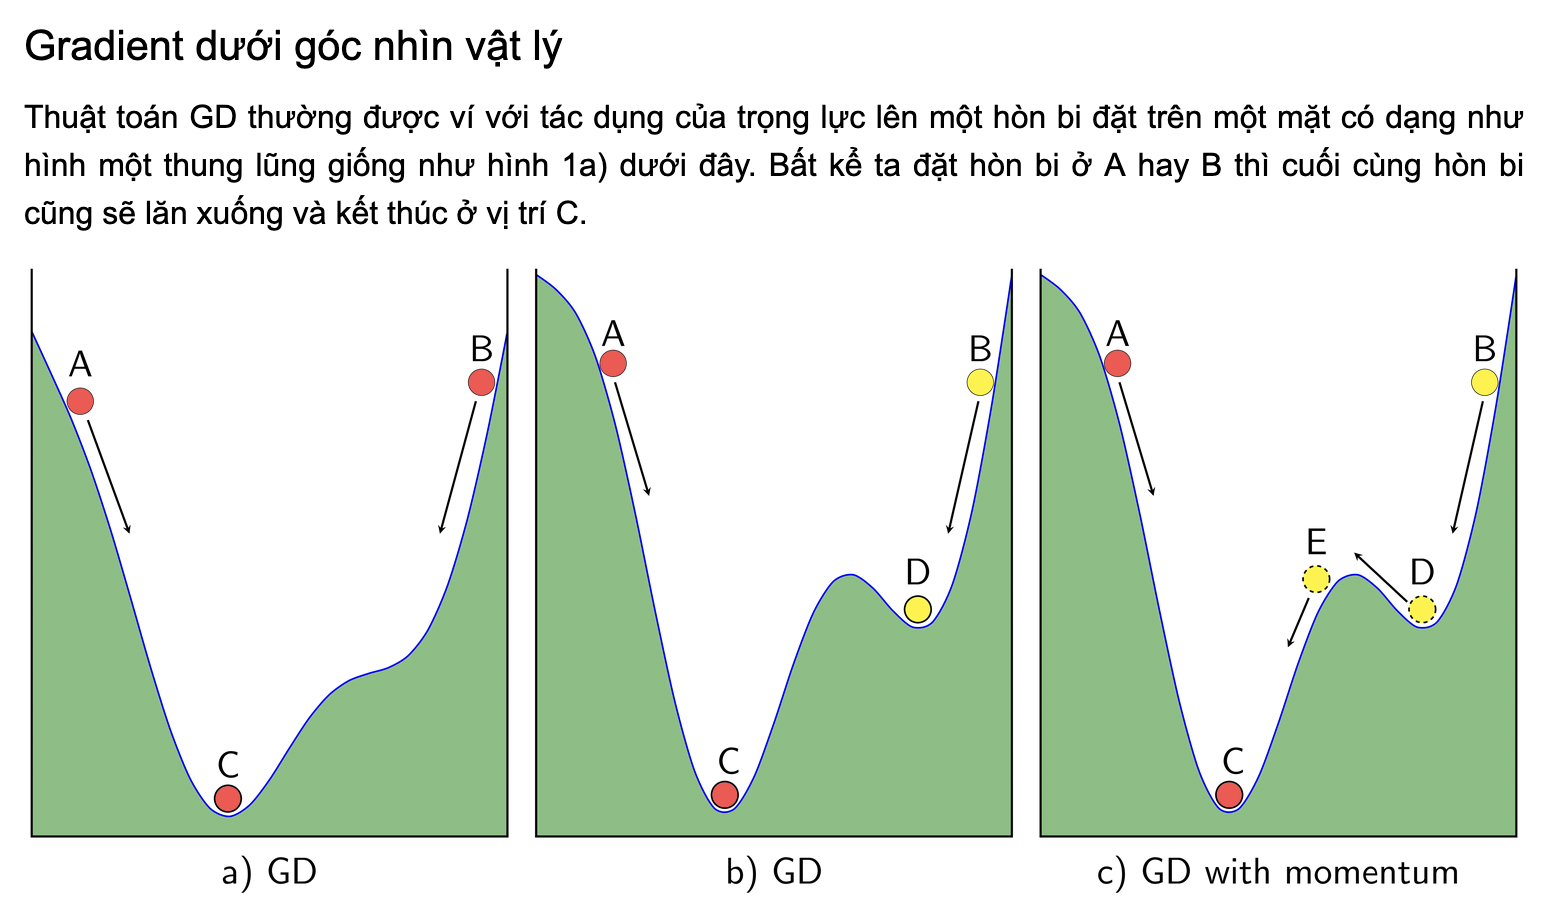 Gradient dưới góc nhìn vật lý
Thuật toán GD thường được ví với tác dụng của trọng lực lên một hòn bi đặt trên một mặt có dạng như
hình một thung lũng giống như hình 1a) dưới đây. Bất kể ta đặt hòn bi ở A hay B thì cuối cùng hòn bi
cũng sẽ lăn xuống và kết thúc ở vị trí C.
A
B
C
a) GD
A
B
D
C
b) GD
A
B
E
D
C
c) GD with momentum